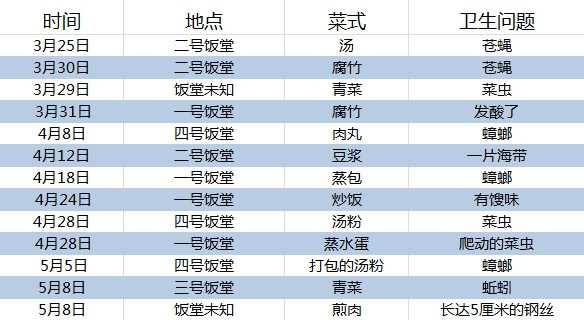 时间 地点 菜式 卫生问题
3月25日 二号饭堂 汤 苍蝇
3月30日 二号饭堂 腐竹 苍蝇
3月29日 饭堂未知 青菜 菜虫
3月31日 一号饭堂 腐竹 发酸了
4月8日 四号饭堂 肉丸 蟑螂
4月12日 二号饭堂 豆浆 一片海带
4月18日 一号饭堂 蒸包 蟑螂
4月24日 一号饭堂 炒饭 有馊味
4月28日 四号饭堂 汤粉 菜虫
4月28日 一号饭堂 蒸水蛋 爬动的菜虫
5月5日 四号饭堂 打包的汤粉 蟑螂
5月8日 三号饭堂 青菜 蚯蚓
5月8日 饭堂未知 煎肉 长达5厘米的钢丝